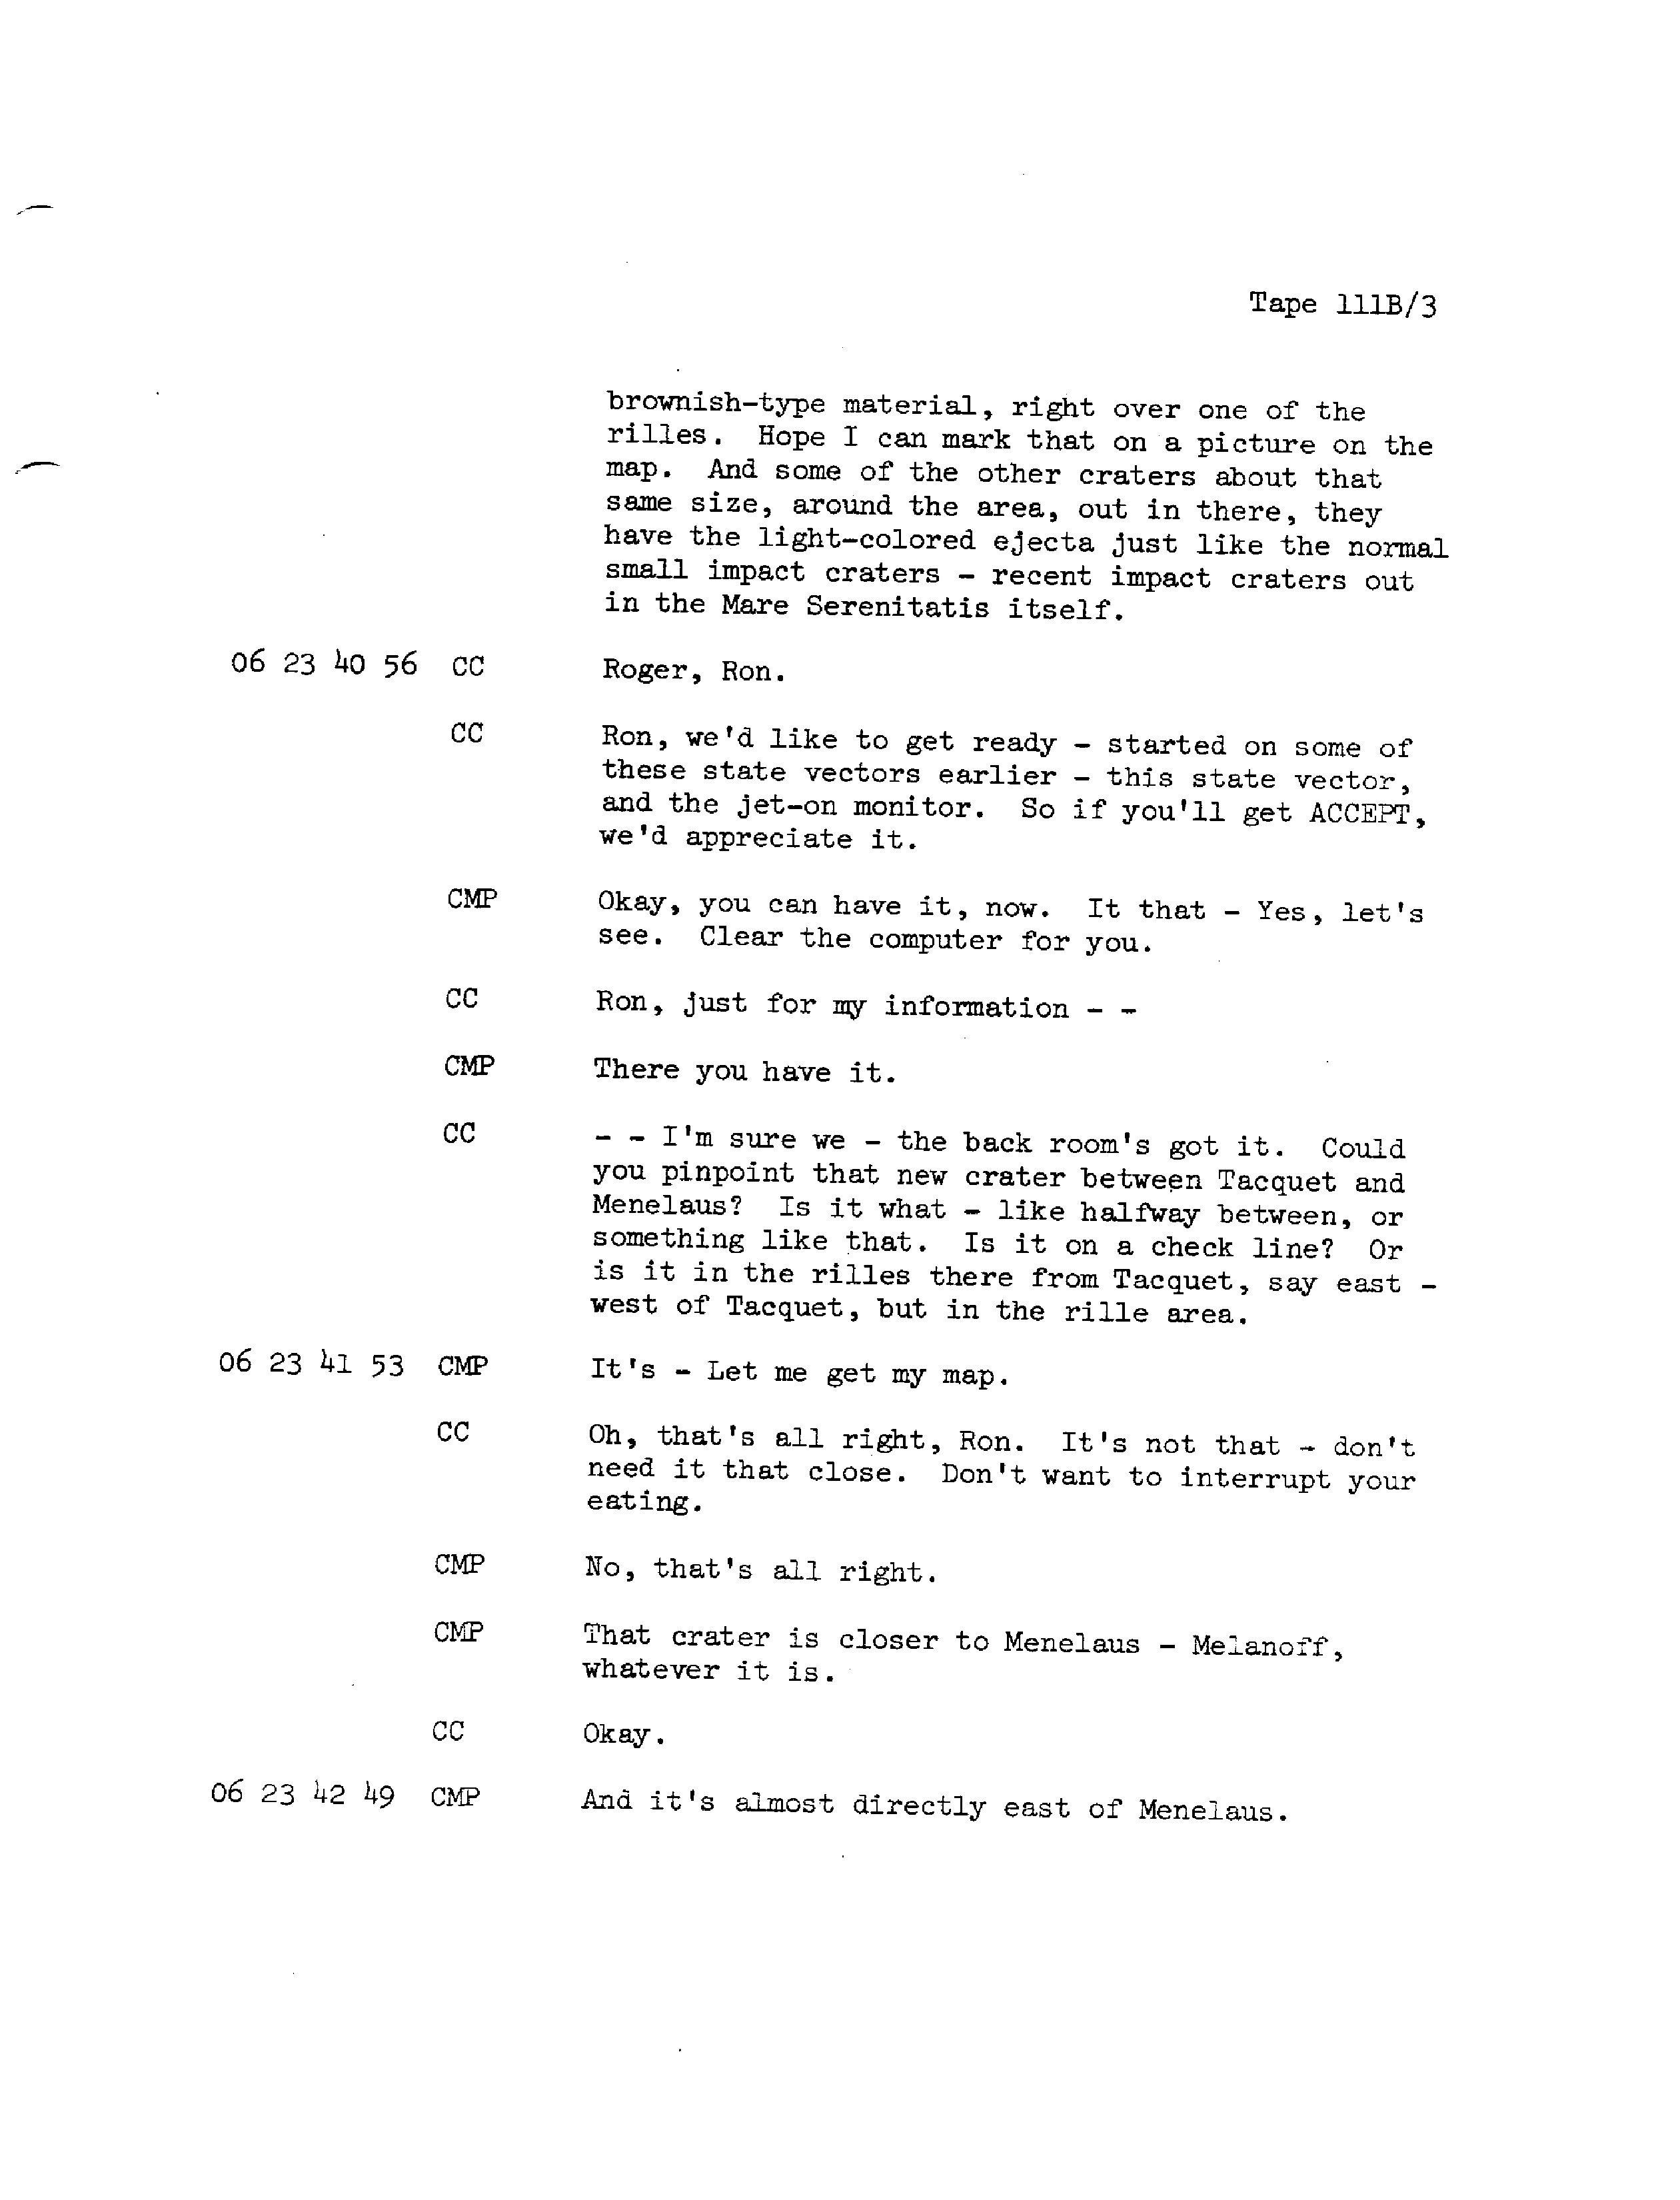 Tape 111B/3
brownish-type material, right over one of the
rilles. Hope I can mark that on a picture on the
map. And some of the other craters about that
same size, around the area, out in there, they
have the light-colored ejecta just like the normal
small impact craters - recent impact craters out
in the Mare Serenitatis itself.
06 23 40 56 CC Roger, Ron.
CC Ron, we'd like to get ready - started on some of
these state vectors earlier - this state vector,
and the jet-on monitor. So if you'll get ACCEPT,
we'd appreciate it.
CMP Okay, you can have it, now. It that - Yes, let's
see. Clear the computer for you.
CC Ron, just for my information - -
CMP There you have it.
CC - - I'm sure we - the back room's got it. Could
you pinpoint that new crater between Tacquet and
Menelaus? Is it what - like halfway between, or
something like that. Is it on a check line? Or
is it in the rilles there from Tacquet, say east -
west of Tacquet, but in the rille area.
06 23 41 53 CMP It's - Let me get my map.
CC Oh, that's all right, Ron. It's not that - don't
need it that close. Don't want to interrupt your
eating.
CMP No, that's all right.
CMP That crater is closer to Menelaus - Melanoff,
whatever it is.
CC Okay.
06 23 42 49 CMP And it's almost directly east of Menelaus.